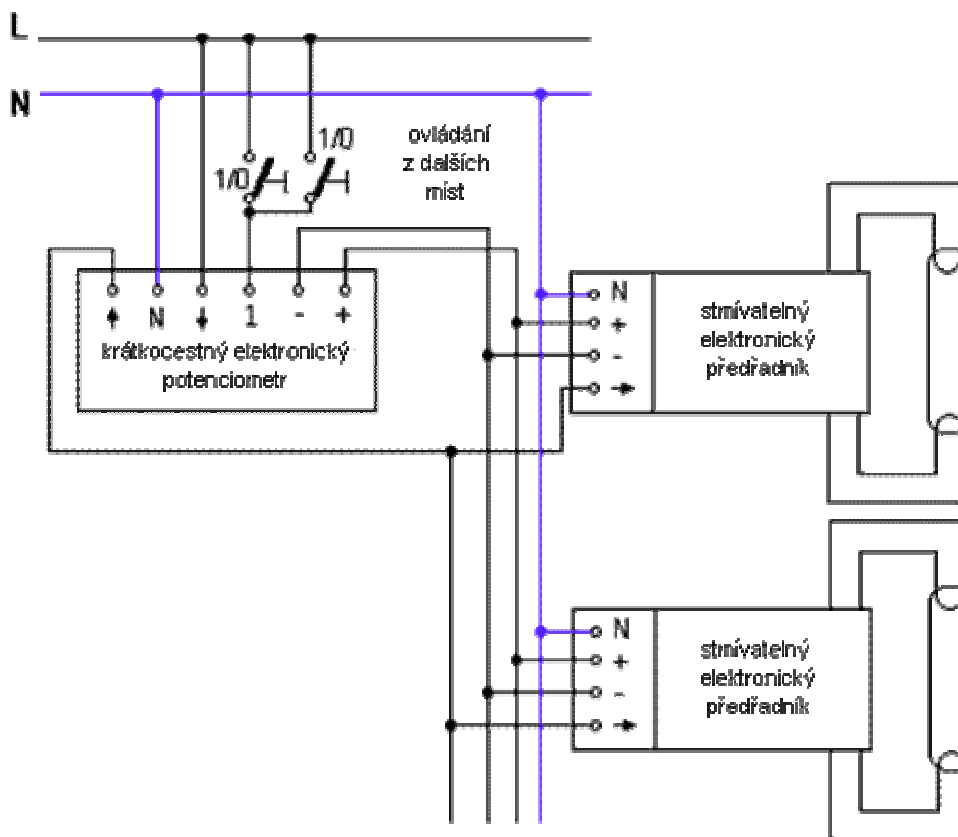 L
N
1/0
1/0
ovládání
z dalších
míst
↑ N ↓ 1 - +
krátkocestný elektronický
potenciometr
N
+
-
→
stmívatelný
elektronický
předřadník
N
+
-
→
stmívatelný
elektronický
předřadník